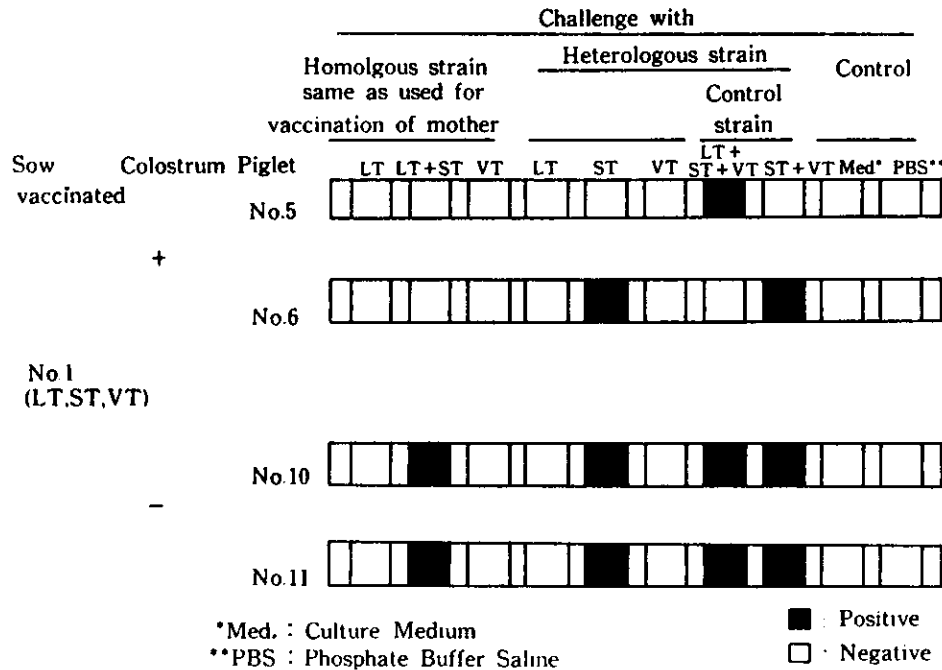 Challenge with
Heterologous strain
Homolgous strain
same as used for
vaccination of mother
Control
Control
strain
Sow
vaccinated
Colostrum
Piglet
LT LT+ST VT LT ST VT LT+ ST+VT ST+VT Med* PBS**
No.5
+
No.6
No.1
(LT,ST,VT)
No.10
−
No.11
*Med. : Culture Medium
**PBS : Phosphate Buffer Saline
: Positive
: Negative